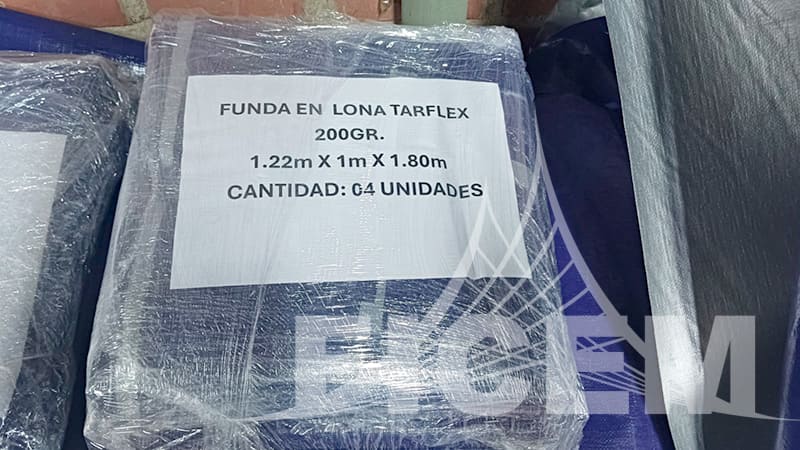 FUNDA EN LONA TARFLEX
200GR.
1.22m X 1m X 1.80m
CANTIDAD: 04 UNIDADES